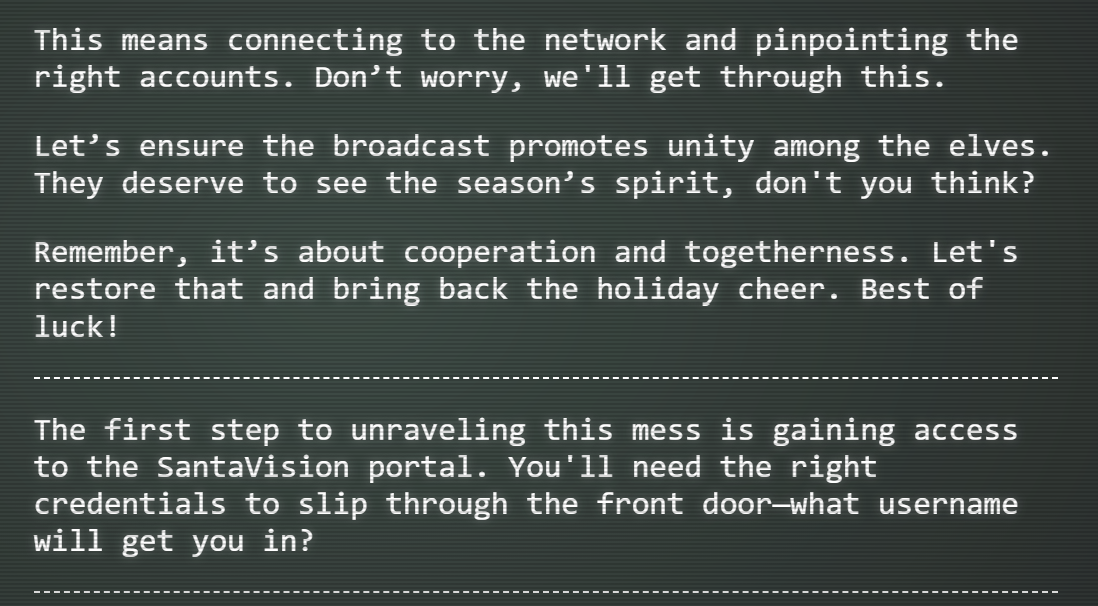 This means connecting to the network and pinpointing the
right accounts. Don’t worry, we'll get through this.
Let’s ensure the broadcast promotes unity among the elves.
They deserve to see the season’s spirit, don't you think?
Remember, it’s about cooperation and togetherness. Let's
restore that and bring back the holiday cheer. Best of
luck!
The first step to unraveling this mess is gaining access
to the SantaVision portal. You'll need the right
credentials to slip through the front door—what username
will get you in?